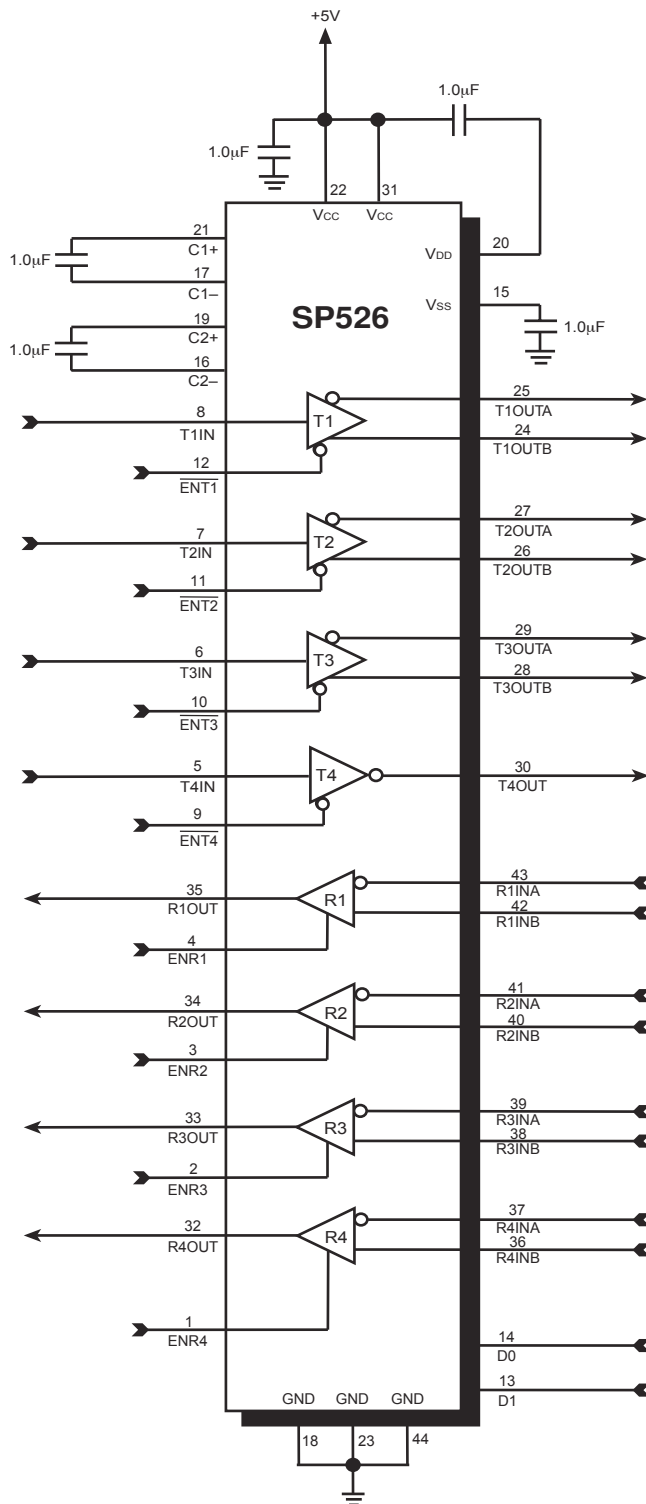 +5V
1.0µF
1.0µF
22 31
VCC VCC
21
C1+
1.0µF
17
C1–
19
C2+
1.0µF
16
C2–
VDD
20
VSS
15
1.0µF
SP526
8
T1IN
T1
25
T1OUTA
24
T1OUTB
12
ENT1
7
T2IN
T2
27
T2OUTA
26
T2OUTB
11
ENT2
6
T3IN
T3
29
T3OUTA
28
T3OUTB
10
ENT3
5
T4IN
T4
30
T4OUT
9
ENT4
35
R1OUT
R1
43
R1INA
42
R1INB
4
ENR1
34
R2OUT
R2
41
R2INA
40
R2INB
3
ENR2
33
R3OUT
R3
39
R3INA
38
R3INB
2
ENR3
32
R4OUT
R4
37
R4INA
36
R4INB
1
ENR4
14
D0
13
D1
GND GND GND
18 23 44